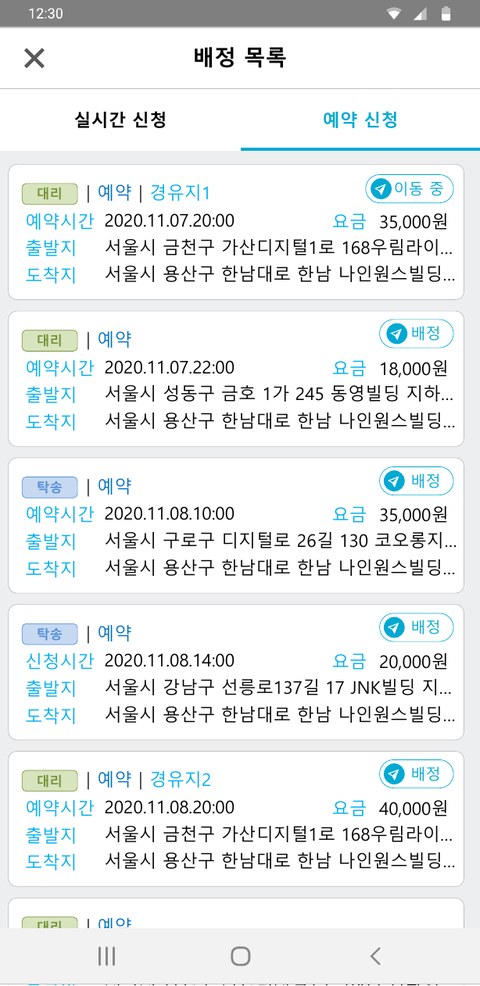 12:30
배정 목록
실시간 신청
예약 신청
대리 | 예약 | 경유지1 이동 중
예약시간 2020.11.07.20:00 요금 35,000원
출발지 서울시 금천구 가산디지털1로 168우림라이...
도착지 서울시 용산구 한남대로 한남 나인원스빌딩...
대리 | 예약 배정
예약시간 2020.11.07.22:00 요금 18,000원
출발지 서울시 성동구 금호 1가 245 동영빌딩 지하...
도착지 서울시 용산구 한남대로 한남 나인원스빌딩...
탁송 | 예약 배정
예약시간 2020.11.08.10:00 요금 35,000원
출발지 서울시 구로구 디지털로 26길 130 코오롱지...
도착지 서울시 용산구 한남대로 한남 나인원스빌딩...
탁송 | 예약 배정
신청시간 2020.11.08.14:00 요금 20,000원
출발지 서울시 강남구 선릉로137길 17 JNK빌딩 지...
도착지 서울시 용산구 한남대로 한남 나인원스빌딩...
대리 | 예약 | 경유지2 배정
예약시간 2020.11.08.20:00 요금 40,000원
출발지 서울시 금천구 가산디지털1로 168우림라이...
도착지 서울시 용산구 한남대로 한남 나인원스빌딩...
대리 | 예약